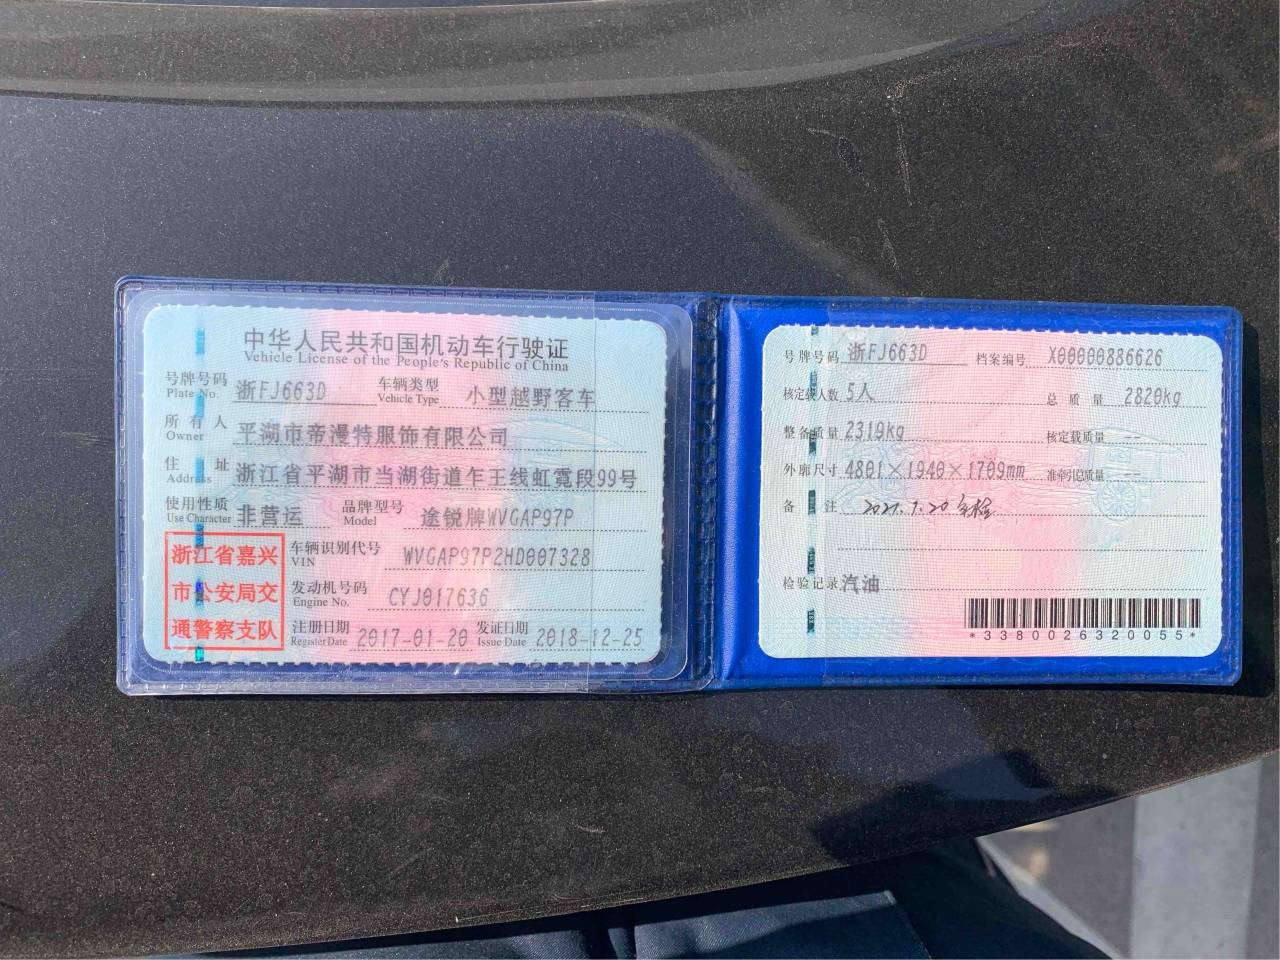 中华人民共和国机动车行驶证
Vehicle License of the People's Republic of China
号牌号码 浙FJ663D 车辆类型 小型越野客车
Plate No. Vehicle Type
所有人 平湖市帝漫特服饰有限公司
Owner
住址 浙江省平湖市当湖街道乍王线虹霓段99号
Address
使用性质 非营运 品牌型号 途锐牌WVGAP97P
Use Character Model
浙江省嘉兴
市公安局交
通警察支队
车辆识别代号 WVGAP97P2HD007328
VIN
发动机号码 CYJ017636
Engine No.
注册日期 2017-01-20 发证日期 2018-12-25
Register Date Issue Date
号牌号码 浙FJ663D 档案编号 X00000886626
核定载人数 5人 总质量 2820kg
整备质量 2319kg 核定载质量 --
外廓尺寸 4801×1940×1709mm 准牵引总质量 --
备注 2021.1.20
检验记录 汽油
*3380026320055*